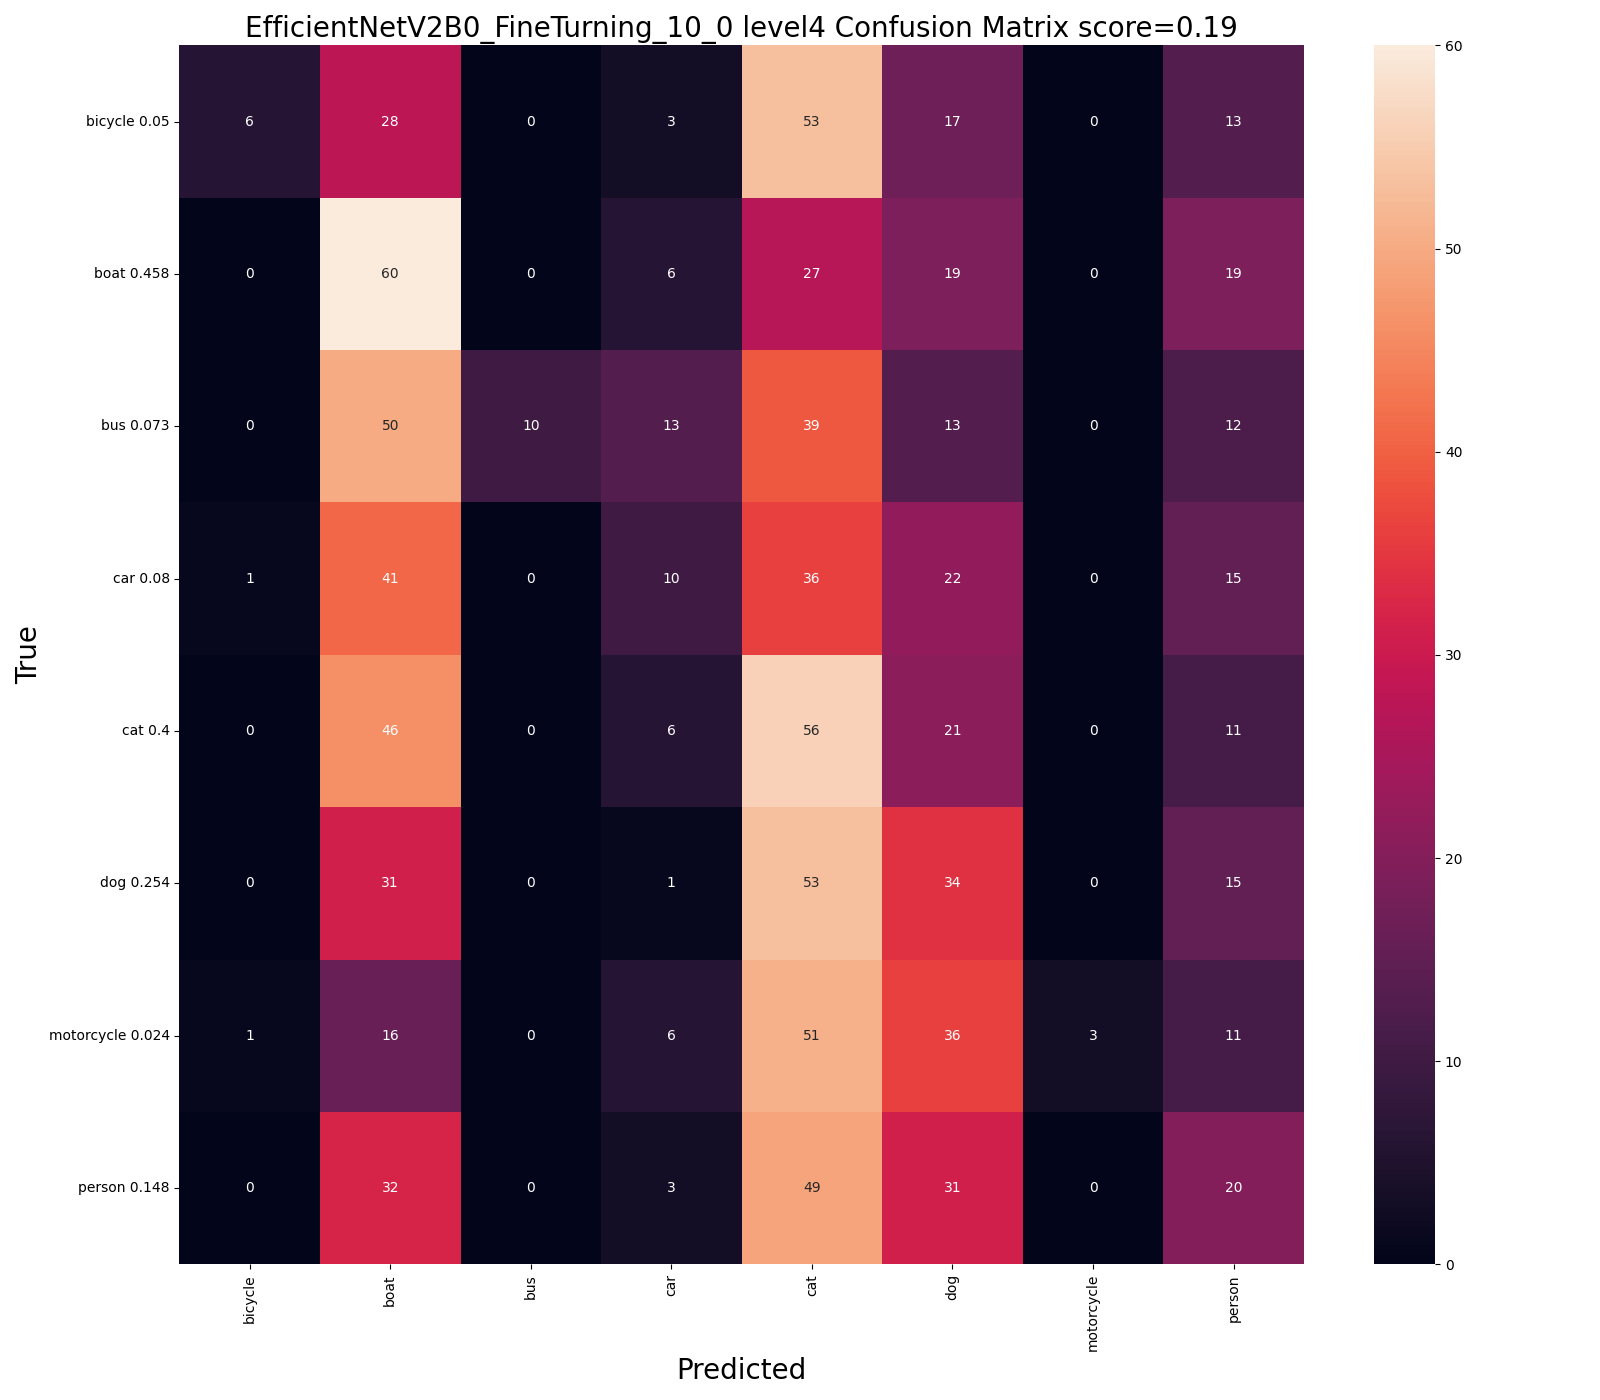 EfficientNetV2B0_FineTurning_10_0 level4 Confusion Matrix score=0.19
True
bicycle 0.05 6 28 0 3 53 17 0 13
boat 0.458 0 60 0 6 27 19 0 19
bus 0.073 0 50 10 13 39 13 0 12
car 0.08 1 41 0 10 36 22 0 15
cat 0.4 0 46 0 6 56 21 0 11
dog 0.254 0 31 0 1 53 34 0 15
motorcycle 0.024 1 16 0 6 51 36 3 11
person 0.148 0 32 0 3 49 31 0 20
bicycle boat bus car cat dog motorcycle person
Predicted
60
50
40
30
20
10
0